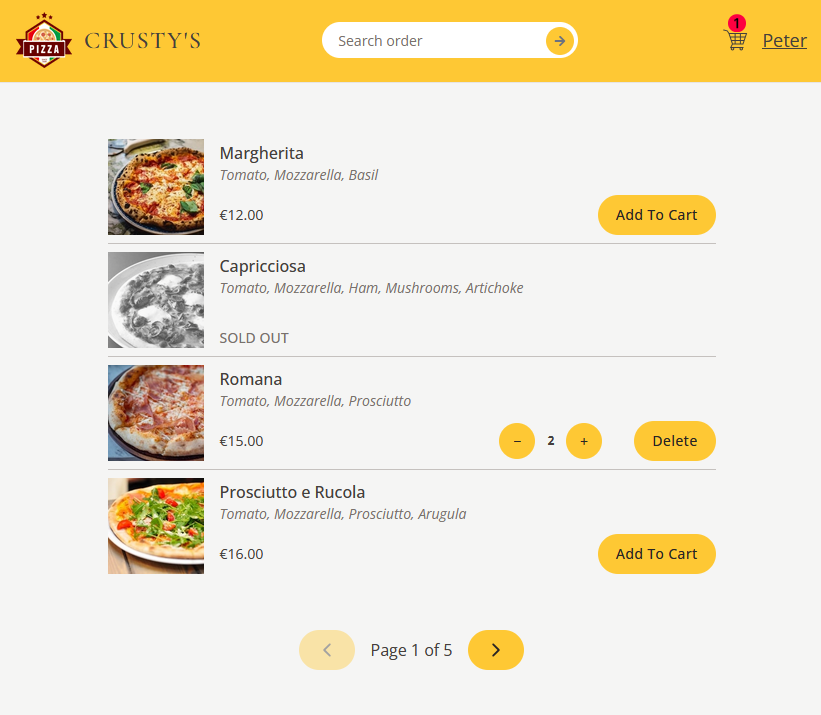 PIZZA
CRUSTY'S
Search order
1
Peter
Margherita
Tomato, Mozzarella, Basil
€12.00
Add To Cart
Capricciosa
Tomato, Mozzarella, Ham, Mushrooms, Artichoke
SOLD OUT
Romana
Tomato, Mozzarella, Prosciutto
€15.00
− 2 +
Delete
Prosciutto e Rucola
Tomato, Mozzarella, Prosciutto, Arugula
€16.00
Add To Cart
Page 1 of 5